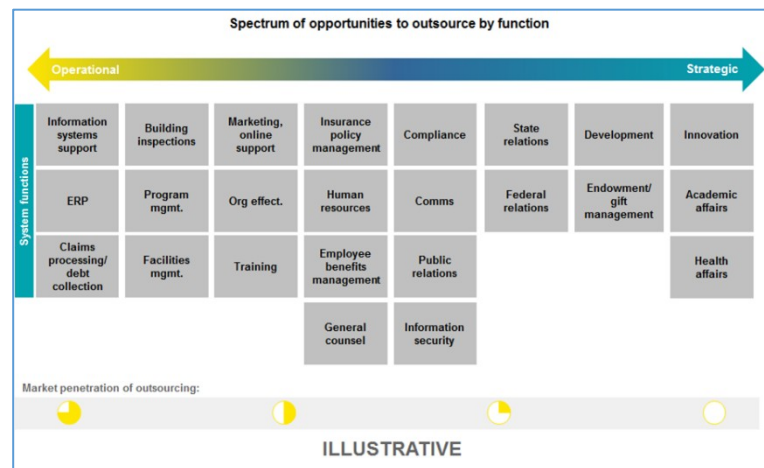 Spectrum of opportunities to outsource by function
Operational
Strategic
System functions
Information
systems
support
Building
inspections
Marketing,
online
support
Insurance
policy
management
Compliance
State
relations
Development
Innovation
ERP
Program
mgmt.
Org effect.
Human
resources
Comms
Federal
relations
Endowment/
gift
management
Academic
affairs
Claims
processing/
debt
collection
Facilities
mgmt.
Training
Employee
benefits
management
Public
relations
Health
affairs
General
counsel
Information
security
Market penetration of outsourcing:
ILLUSTRATIVE